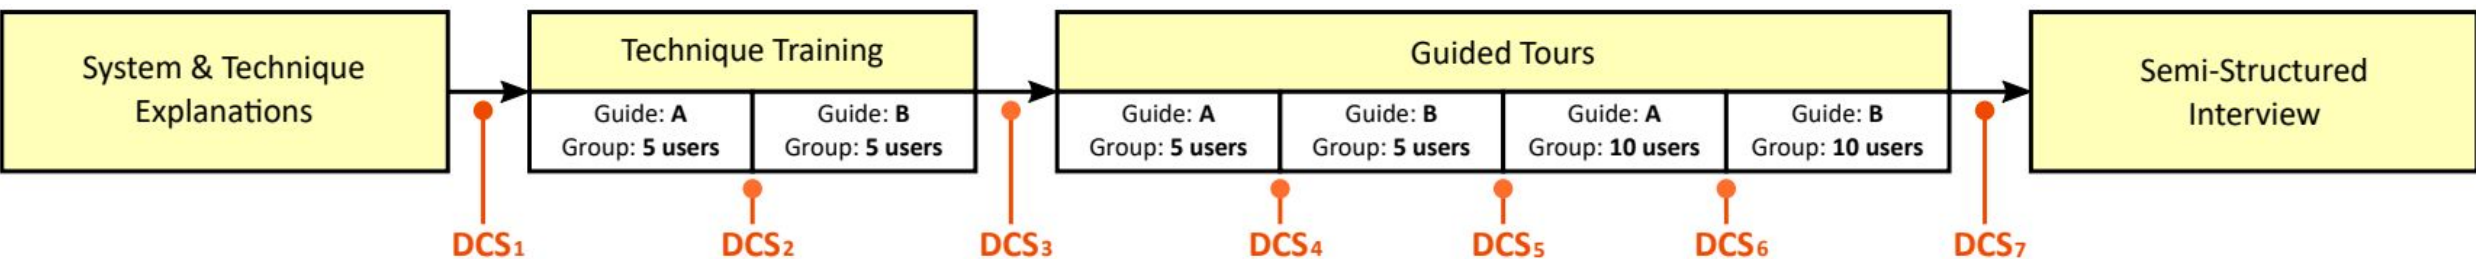 System & Technique
Explanations
Technique Training
Guide: A
Group: 5 users
Guide: B
Group: 5 users
Guided Tours
Guide: A
Group: 5 users
Guide: B
Group: 5 users
Guide: A
Group: 10 users
Guide: B
Group: 10 users
Semi-Structured
Interview
DCS1
DCS2
DCS3
DCS4
DCS5
DCS6
DCS7